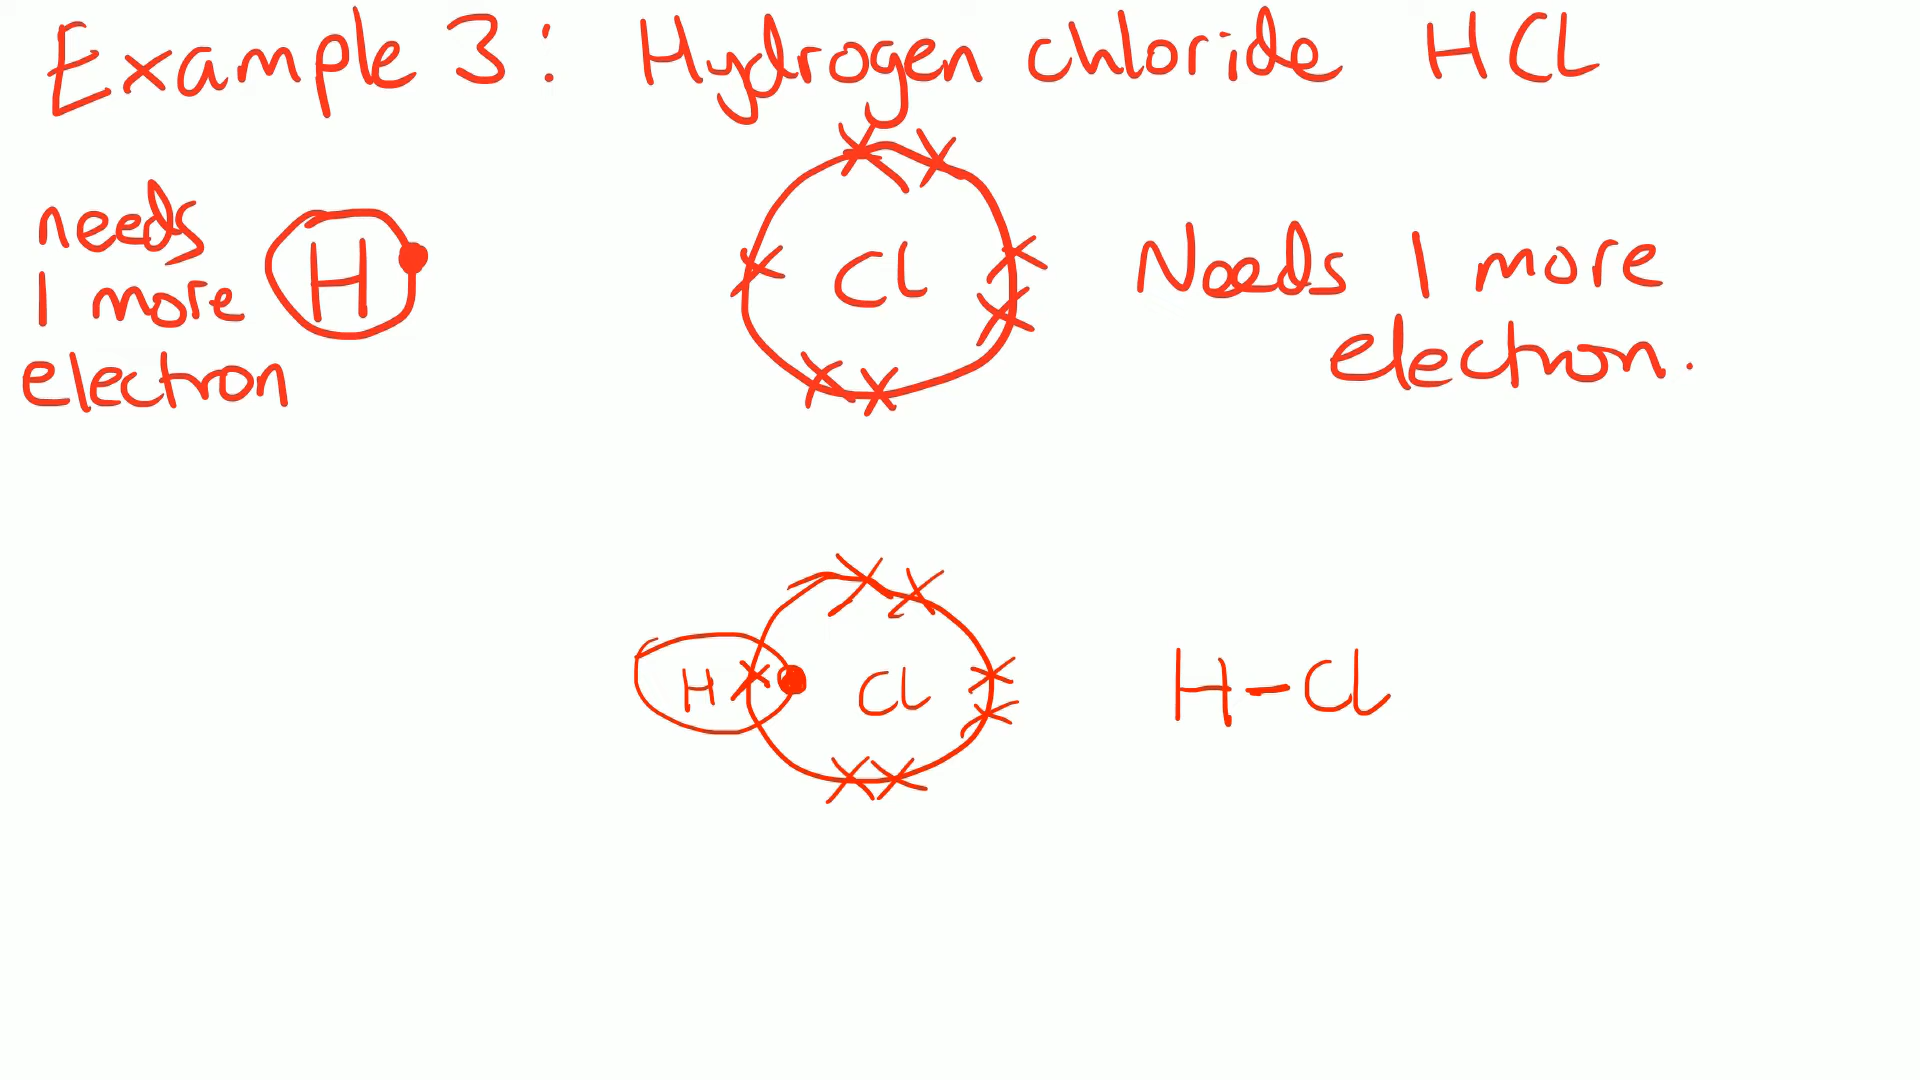 Example 3: Hydrogen chloride HCl
needs
1 more
electron
H
Cl
Needs 1 more
electron.
H Cl
H-Cl